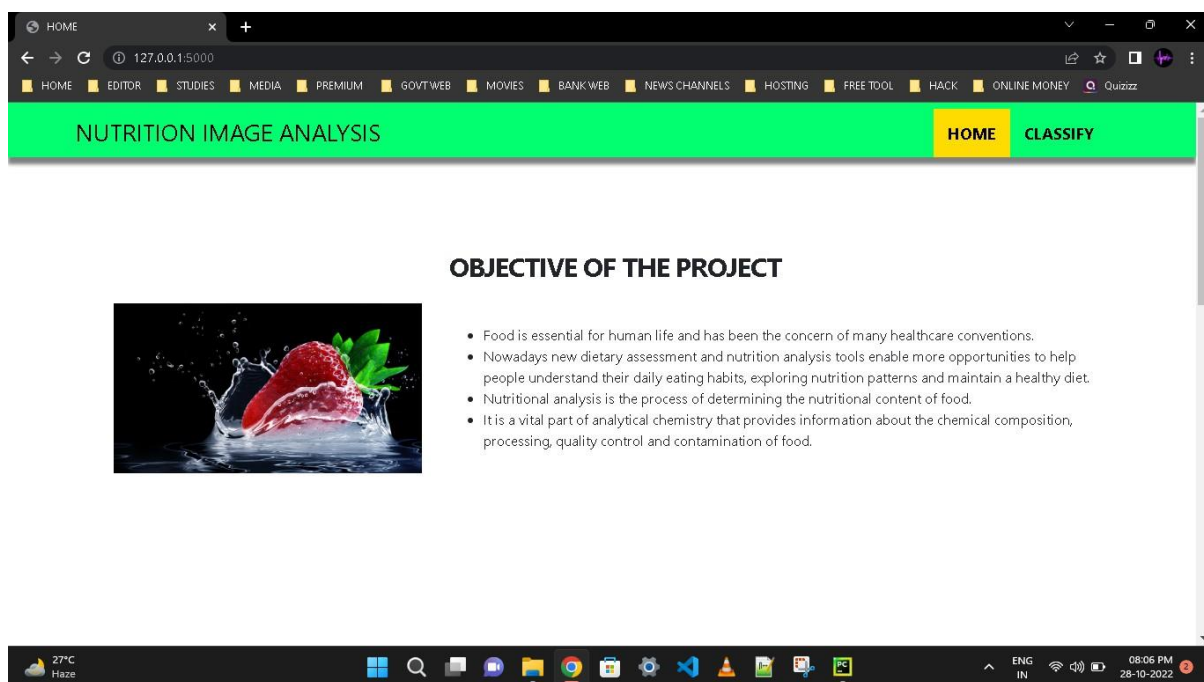 HOME
127.0.0.1:5000
HOME EDITOR STUDIES MEDIA PREMIUM GOVT WEB MOVIES BANK WEB NEWS CHANNELS HOSTING FREE TOOL HACK ONLINE MONEY Quizizz
NUTRITION IMAGE ANALYSIS HOME CLASSIFY
OBJECTIVE OF THE PROJECT
• Food is essential for human life and has been the concern of many healthcare conventions.
• Nowadays new dietary assessment and nutrition analysis tools enable more opportunities to help
people understand their daily eating habits, exploring nutrition patterns and maintain a healthy diet.
• Nutritional analysis is the process of determining the nutritional content of food.
• It is a vital part of analytical chemistry that provides information about the chemical composition,
processing, quality control and contamination of food.
27°C
Haze
PC
ENG
IN
08:06 PM
28-10-2022
2